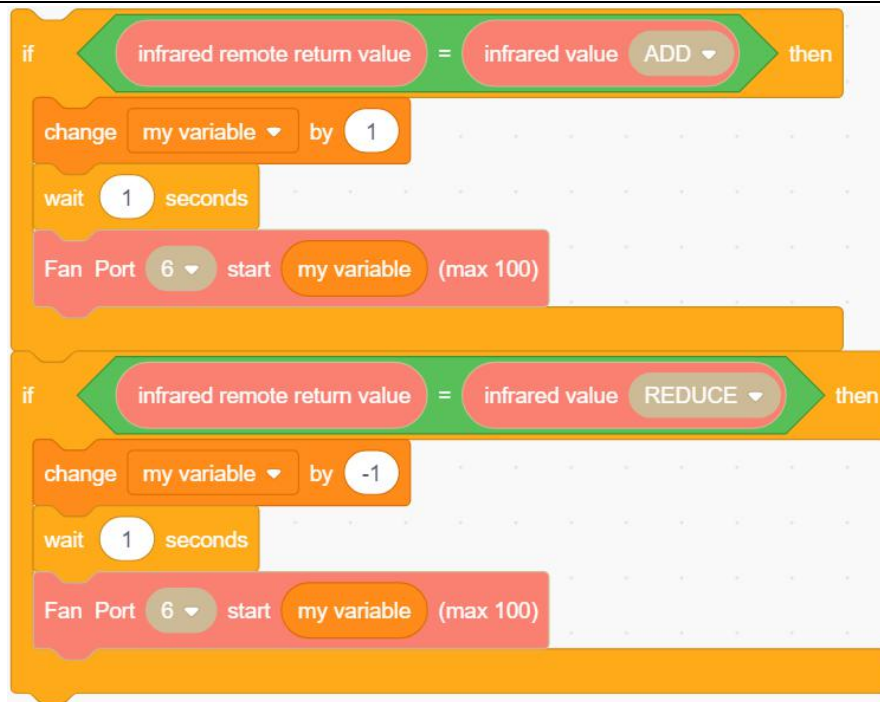 if infrared remote return value = infrared value ADD then
change my variable by 1
wait 1 seconds
Fan Port 6 start my variable (max 100)
if infrared remote return value = infrared value REDUCE then
change my variable by -1
wait 1 seconds
Fan Port 6 start my variable (max 100)